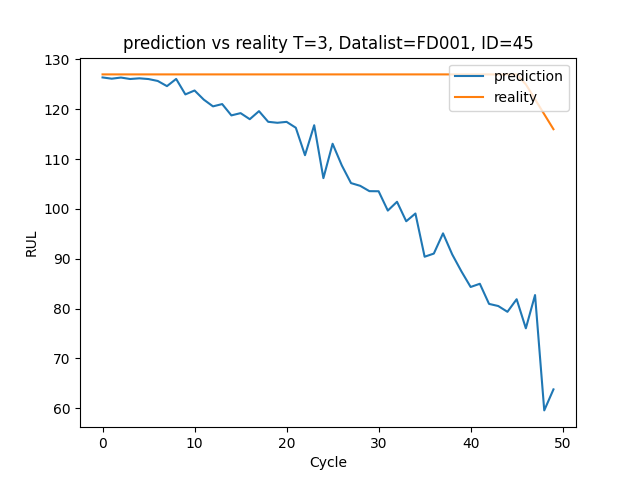 prediction vs reality T=3, Datalist=FD001, ID=45
prediction
reality
130
120
110
100
90
80
70
60
RUL
0 10 20 30 40 50
Cycle